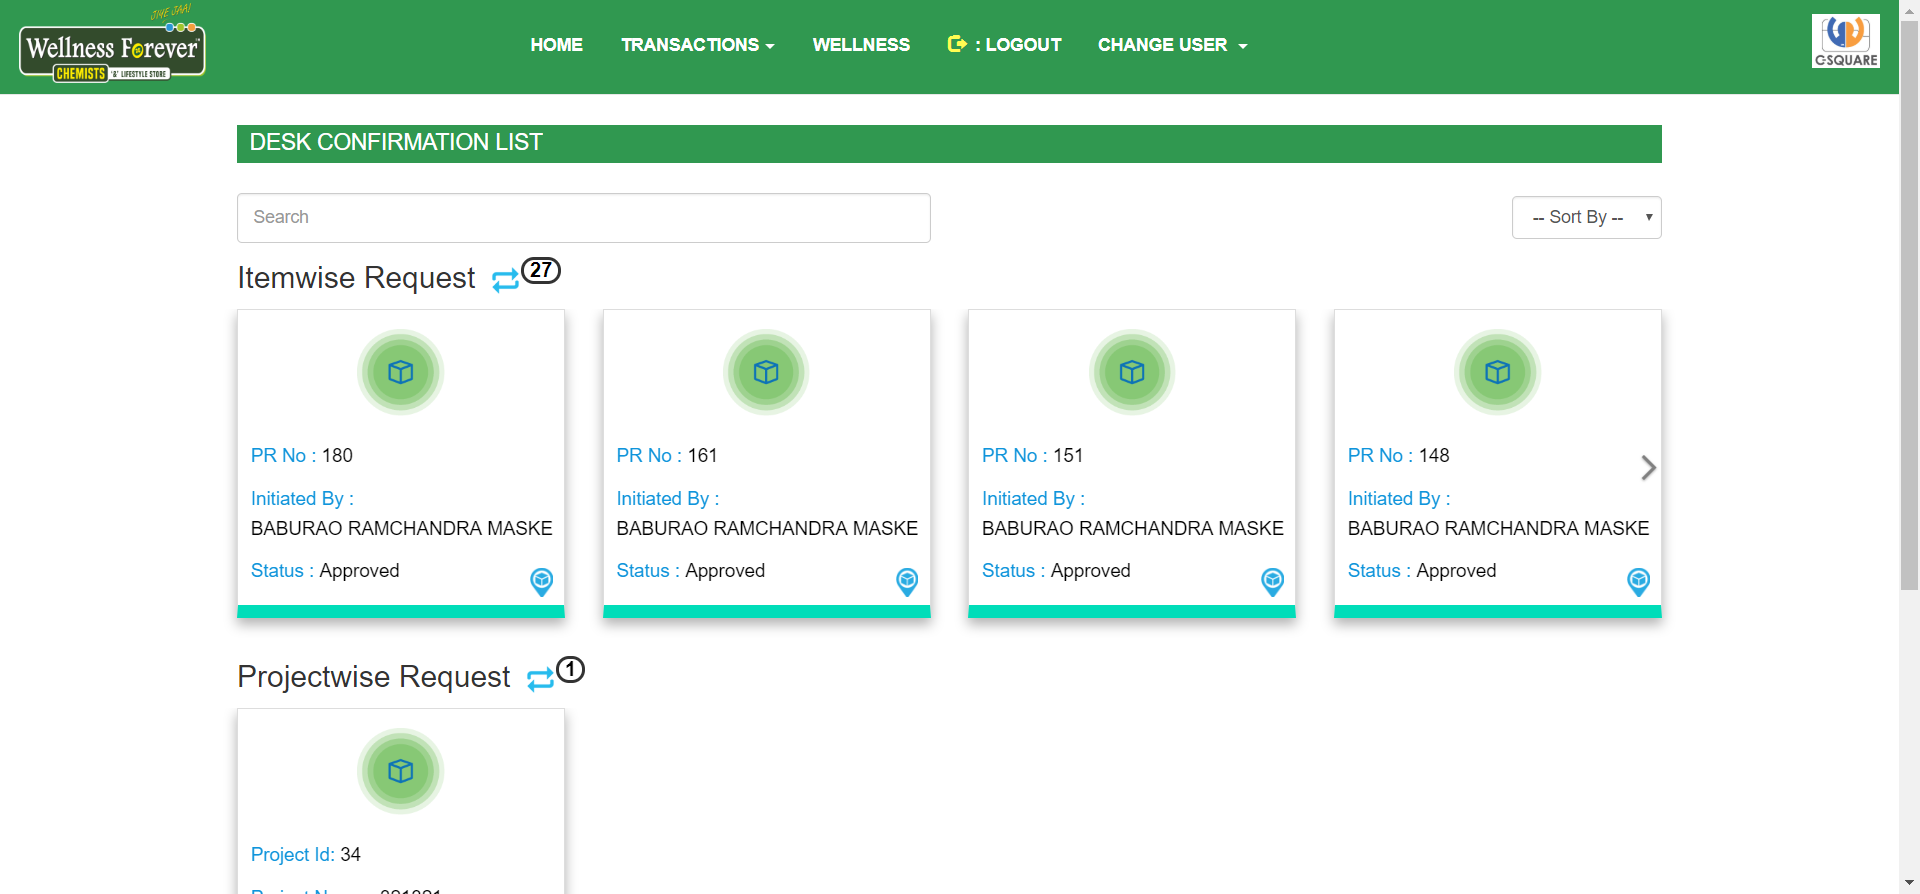 JIYE JAAI
Wellness Forever
CHEMISTS '&' LIFESTYLE STORE
HOME
TRANSACTIONS
WELLNESS
: LOGOUT
CHANGE USER
C-SQUARE
DESK CONFIRMATION LIST
Search
-- Sort By --
Itemwise Request 27
PR No : 180
Initiated By :
BABURAO RAMCHANDRA MASKE
Status : Approved
PR No : 161
Initiated By :
BABURAO RAMCHANDRA MASKE
Status : Approved
PR No : 151
Initiated By :
BABURAO RAMCHANDRA MASKE
Status : Approved
PR No : 148
Initiated By :
BABURAO RAMCHANDRA MASKE
Status : Approved
Projectwise Request 1
Project Id: 34